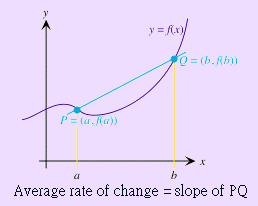 y
y = f(x)
Q = (b, f(b))
P = (a, f(a))
x
a
b
Average rate of change = slope of PQ